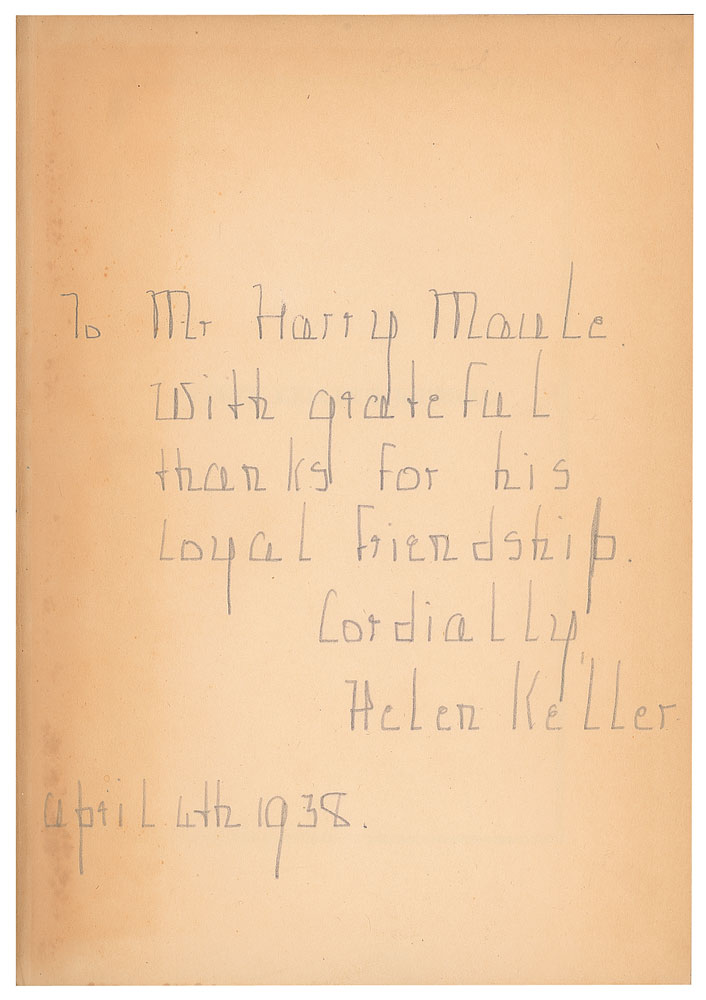 To Mr Harry Maule.
With grateful
thanks for his
loyal friendship.
Cordially,
Helen Keller
april 4th 1938.